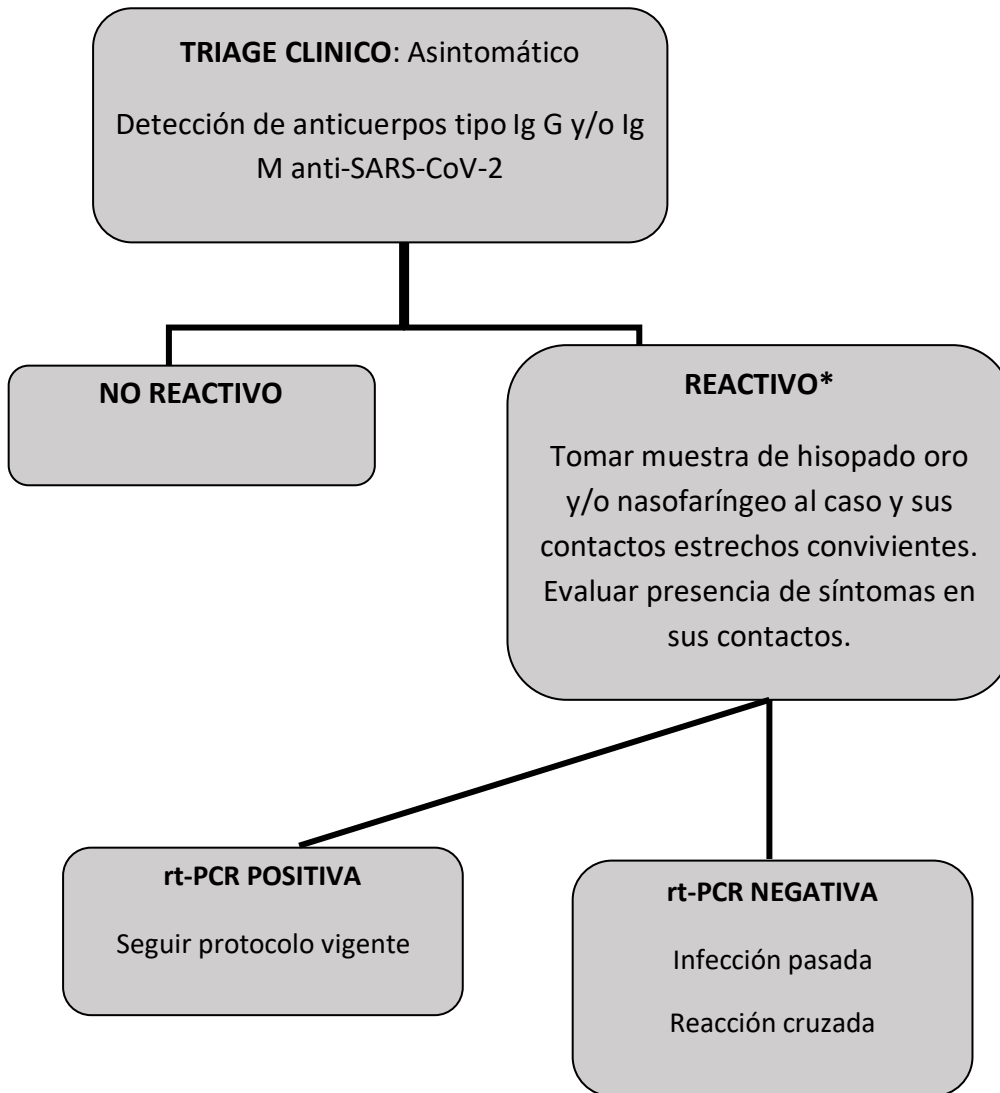 TRIAGE CLINICO: Asintomático
Detección de anticuerpos tipo Ig G y/o Ig
M anti-SARS-CoV-2
NO REACTIVO
REACTIVO*
Tomar muestra de hisopado oro
y/o nasofaríngeo al caso y sus
contactos estrechos convivientes.
Evaluar presencia de síntomas en
sus contactos.
rt-PCR POSITIVA
Seguir protocolo vigente
rt-PCR NEGATIVA
Infección pasada
Reacción cruzada